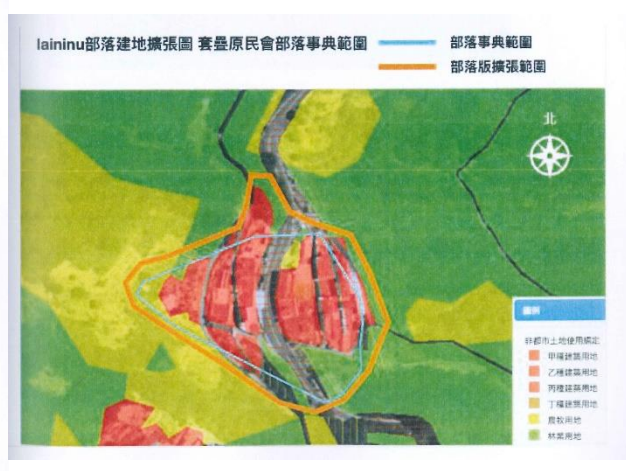 laininu部落建地擴張圖 套疊原民會部落事典範圍
部落事典範圍
部落版擴張範圍
北
圖例
非都市土地使用編定
甲種建築用地
乙種建築用地
丙種建築用地
丁種建築用地
農牧用地
林業用地